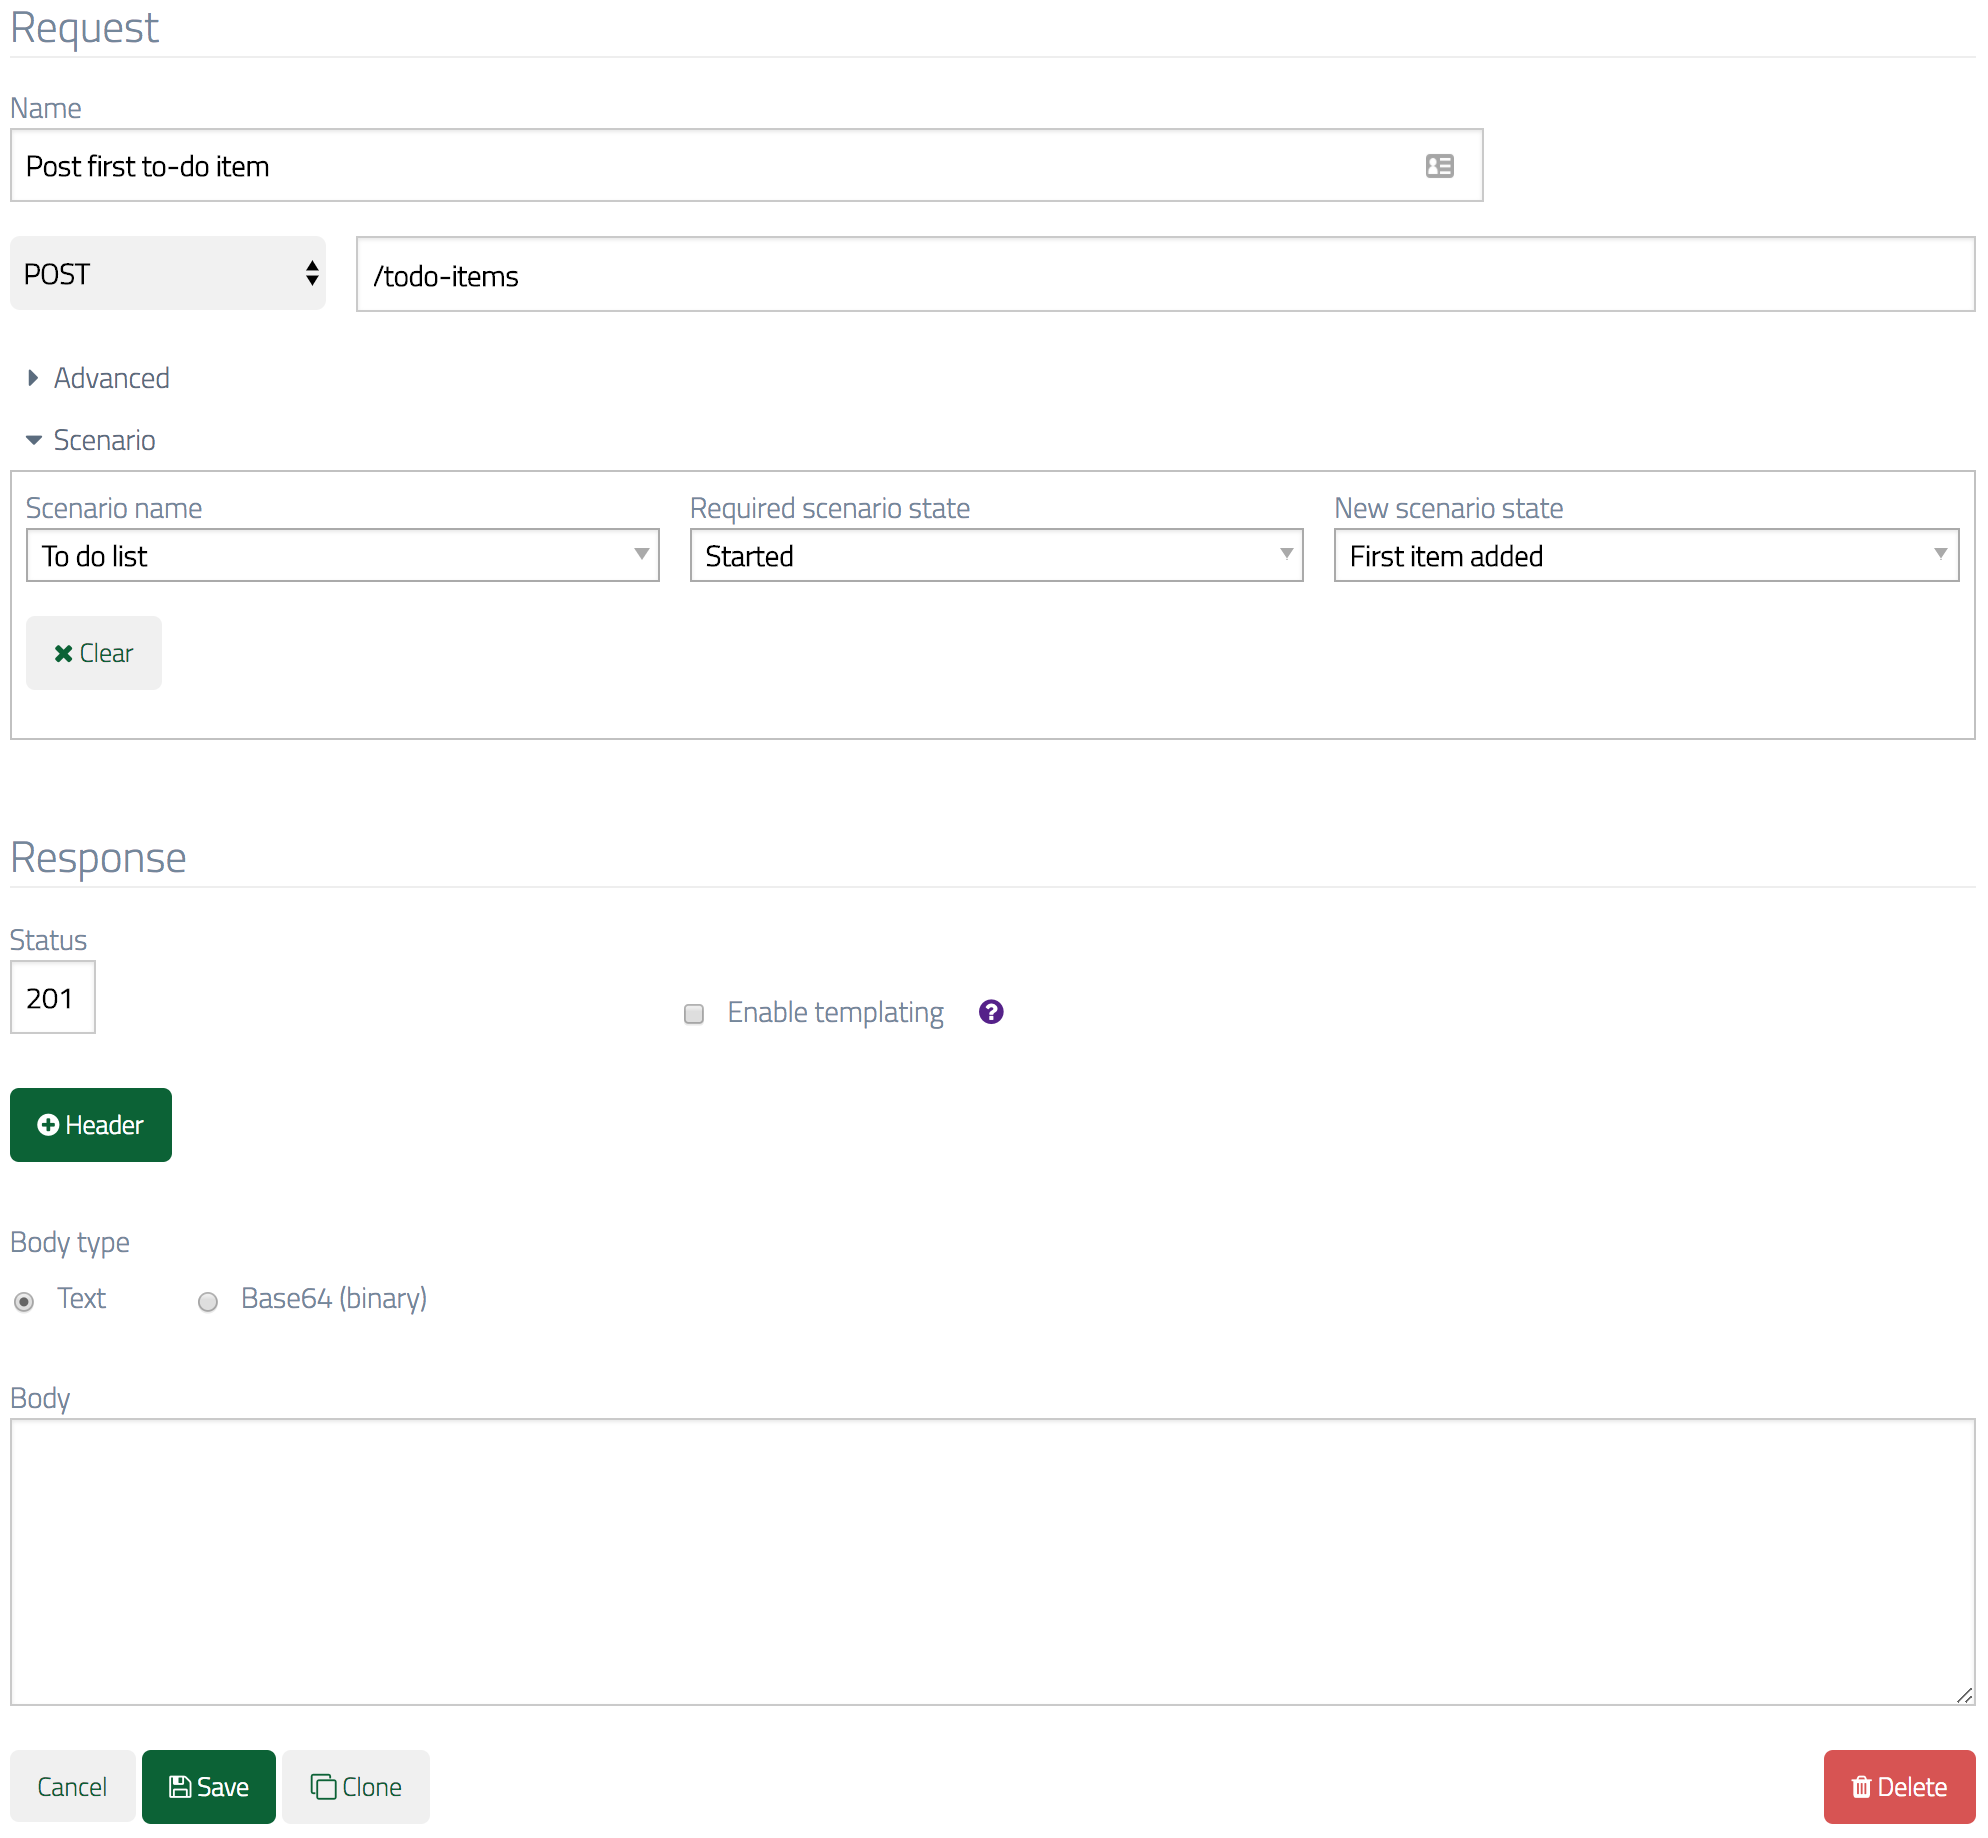 Request
Name
Post first to-do item
POST /todo-items
Advanced
Scenario
Scenario name Required scenario state New scenario state
To do list Started First item added
Clear
Response
Status
201 Enable templating ?
Header
Body type
Text Base64 (binary)
Body
Cancel Save Clone Delete